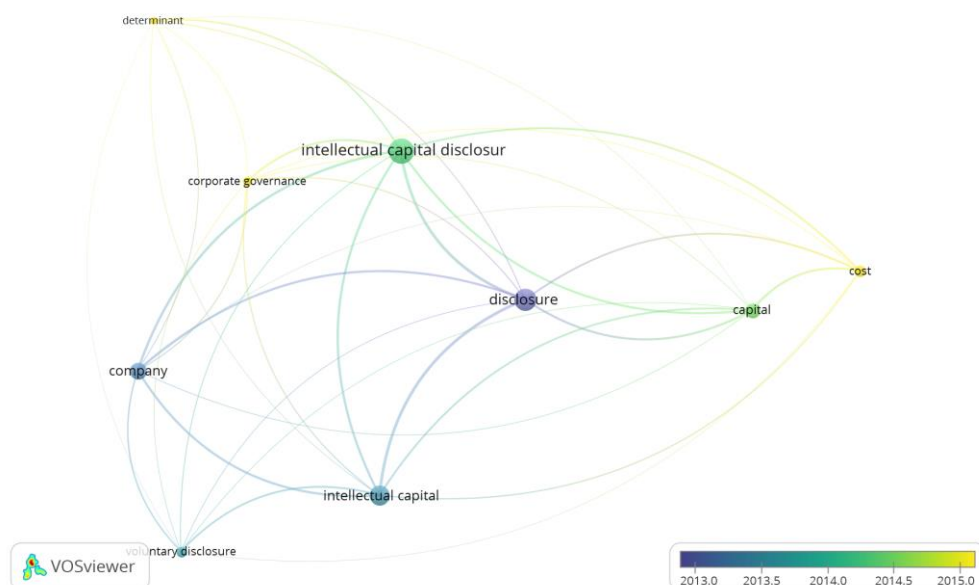 determinant
intellectual capital disclosur
corporate governance
cost
disclosure
capital
company
intellectual capital
voluntary disclosure
VOSviewer
2013.0 2013.5 2014.0 2014.5 2015.0